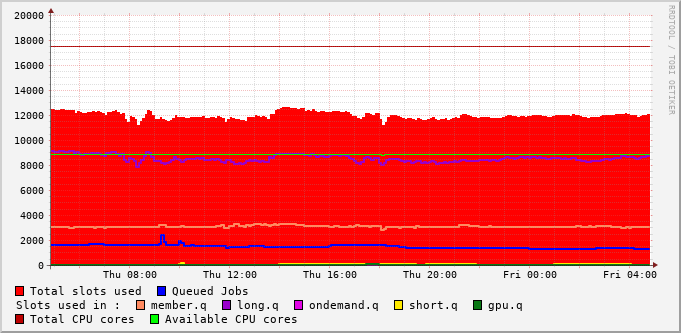 20000
18000
16000
14000
12000
10000
8000
6000
4000
2000
0
Thu 08:00 Thu 12:00 Thu 16:00 Thu 20:00 Fri 00:00 Fri 04:00
Total slots used Queued Jobs
Slots used in : member.q long.q ondemand.q short.q gpu.q
Total CPU cores Available CPU cores
RRDTOOL / TOBI OETIKER